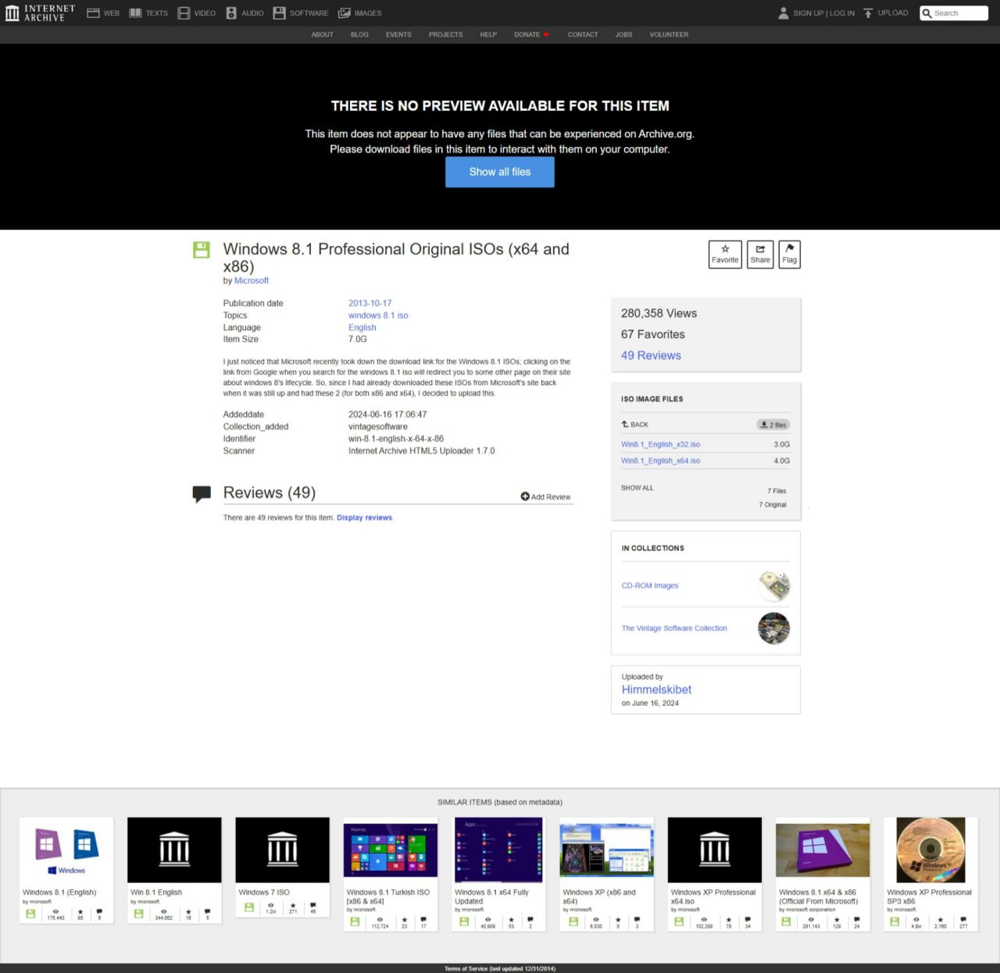 INTERNET ARCHIVE
WEB TEXTS VIDEO AUDIO SOFTWARE IMAGES SIGN UP | LOG IN UPLOAD Search
ABOUT BLOG EVENTS PROJECTS HELP DONATE CONTACT JOBS VOLUNTEER
THERE IS NO PREVIEW AVAILABLE FOR THIS ITEM
This item does not appear to have any files that can be experienced on Archive.org.
Please download files in this item to interact with them on your computer.
Show all files
Windows 8.1 Professional Original ISOs (x64 and
x86)
by Microsoft
Favorite Share Flag
Publication date 2013-10-17
Topics windows 8.1 iso
Language English
Item Size 7.0G
I just noticed that Microsoft recently took down the download link for the Windows 8.1 ISOs; clicking on the
link from Google when you search for the windows 8.1 iso will redirect you to some other page on their site
about windows 8's lifecycle. So, since I had already downloaded these ISOs from Microsoft's site back
when it was still up and had these 2 (for both x86 and x64), I decided to upload this.
Addeddate 2024-06-16 17:06:47
Collection_added vintagesoftware
Identifier win-8.1-english-x-64-x-86
Scanner Internet Archive HTML5 Uploader 1.7.0
Reviews (49)
Add Review
There are 49 reviews for this item. Display reviews.
280,358 Views
67 Favorites
49 Reviews
ISO IMAGE FILES
BACK 2 files
Win8.1_English_x32.iso 3.0G
Win8.1_English_x64.iso 4.0G
SHOW ALL 7 Files
7 Original
IN COLLECTIONS
CD-ROM Images
The Vintage Software Collection
Uploaded by
Himmelskibet
on June 16, 2024
SIMILAR ITEMS (based on metadata)
Windows
Windows 8.1 (English)
by microsoft
Win 8.1 English
by microsoft
344,062 16
Windows 7 ISO
1.2M 271
Windows 8.1 Turkish ISO
[x86 & x64]
by microsoft
112,724 23 17
Apps
Windows 8.1 x64 Fully
Updated
by microsoft
40,909 53 2
Windows XP (x86 and
x64)
by microsoft
6,030 8 3
Windows XP Professional
x64.iso
by microsoft
102,299 34
Windows 8.1 x64 & x86
(Official From Microsoft)
by microsoft corporation
281,143 129 24
Windows XP
Windows XP Professional
SP3 x86
by microsoft
2,160 277
Terms of Service (last updated 12/31/2014)